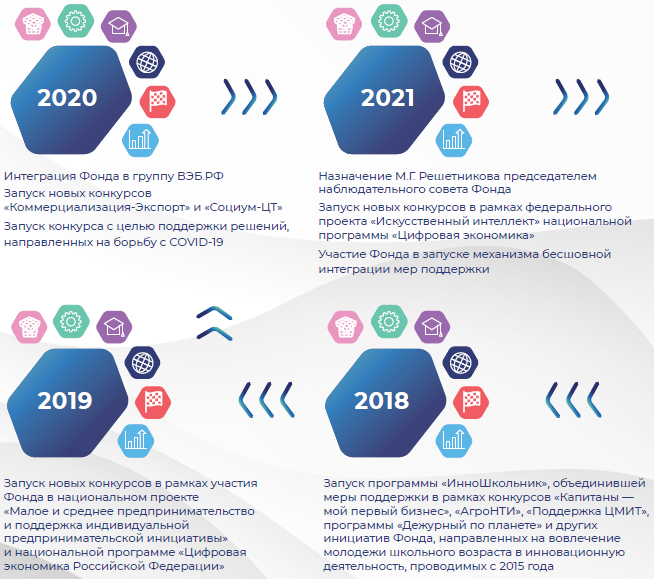 2020
Интеграция Фонда в группу ВЭБ.РФ
Запуск новых конкурсов
«Коммерциализация-Экспорт» и «Социум-ЦТ»
Запуск конкурса с целью поддержки решений,
направленных на борьбу с COVID-19
2021
Назначение М.Г. Решетникова председателем
наблюдательного совета Фонда
Запуск новых конкурсов в рамках федерального
проекта «Искусственный интеллект» национальной
программы «Цифровая экономика»
Участие Фонда в запуске механизма бесшовной
интеграции мер поддержки
2019
Запуск новых конкурсов в рамках участия
Фонда в национальном проекте
«Малое и среднее предпринимательство
и поддержка индивидуальной
предпринимательской инициативы»
и национальной программе «Цифровая
экономика Российской Федерации»
2018
Запуск программы «ИнноШкольник», объединившей
меры поддержки в рамках конкурсов «Капитаны —
мой первый бизнес», «АгроНТИ», «Поддержка ЦМИТ»,
программы «Дежурный по планете» и других
инициатив Фонда, направленных на вовлечение
молодежи школьного возраста в инновационную
деятельность, проводимых с 2015 года